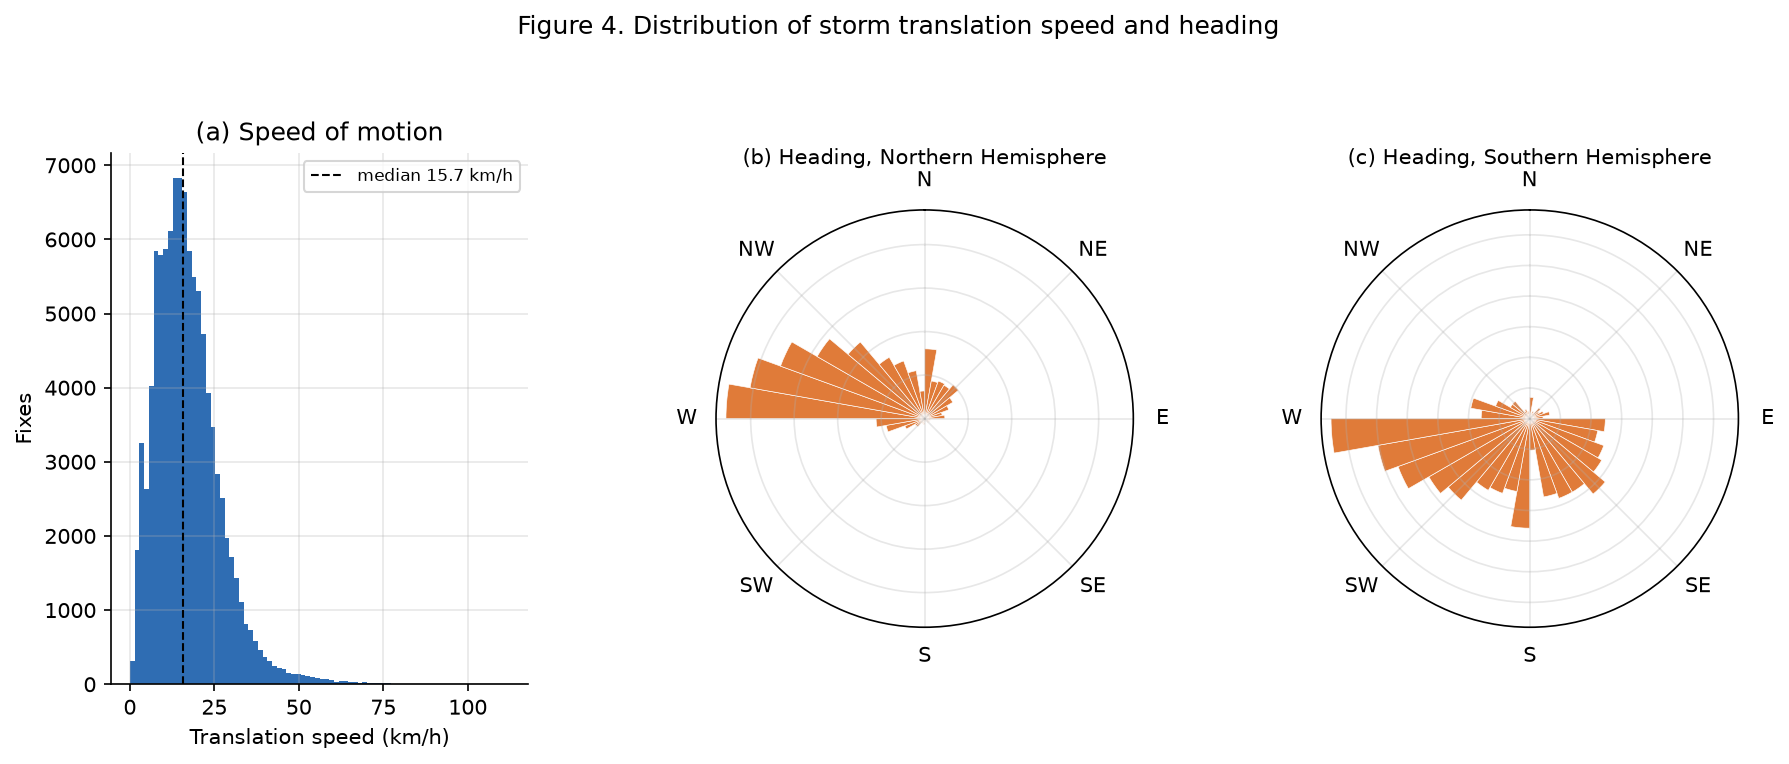 Figure 4. Distribution of storm translation speed and heading
(a) Speed of motion
7000
6000
5000
4000
3000
2000
1000
0
Fixes
median 15.7 km/h
0 25 50 75 100
Translation speed (km/h)
(b) Heading, Northern Hemisphere
N
NW NE
W E
SW SE
S
(c) Heading, Southern Hemisphere
N
NW NE
W E
SW SE
S